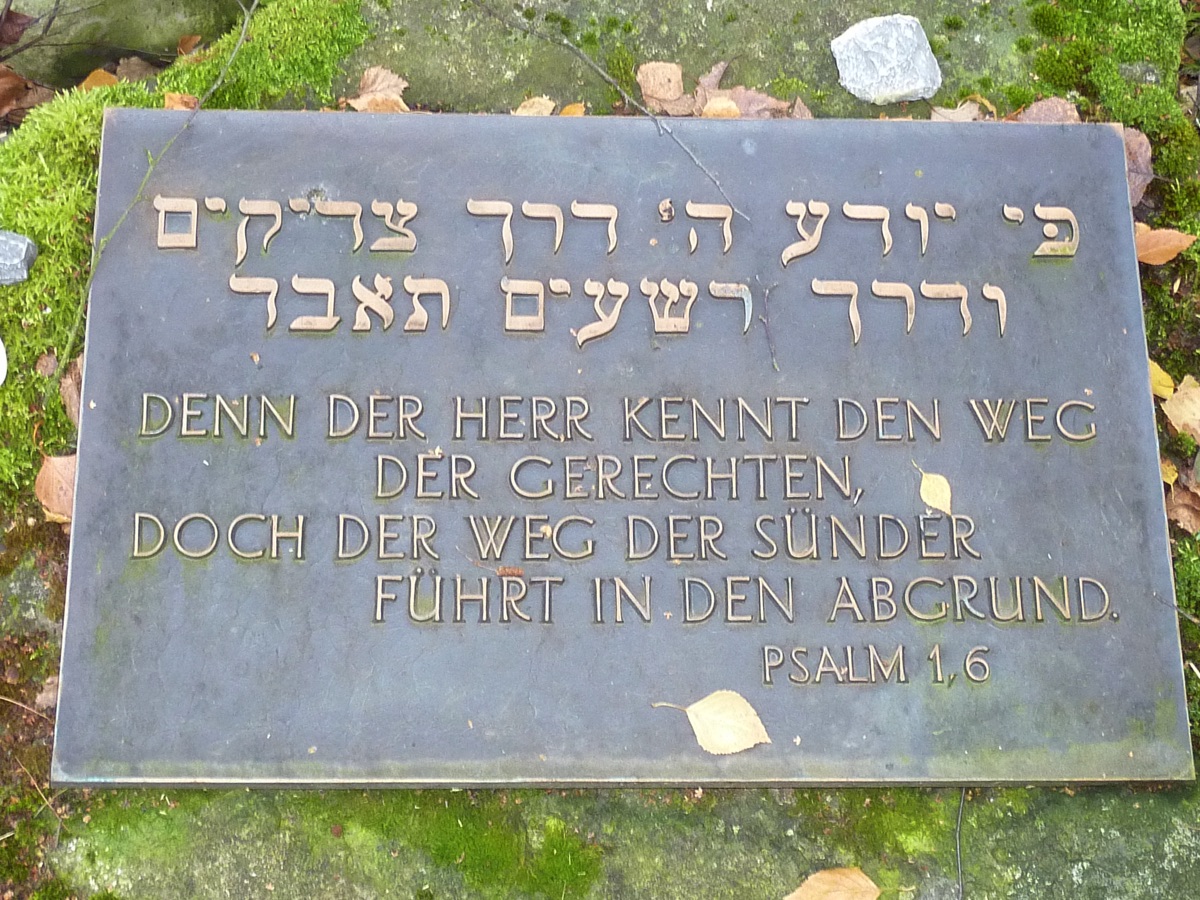 כי יודע ה׳ דרך צדיקים
ודרך רשעים תאבד
DENN DER HERR KENNT DEN WEG
DER GERECHTEN,
DOCH DER WEG DER SÜNDER
FÜHRT IN DEN ABGRUND.
PSALM 1,6